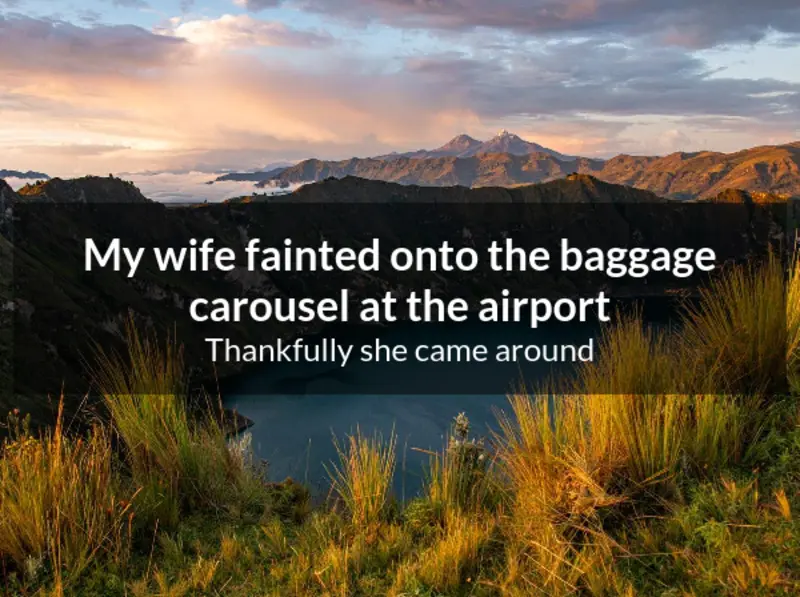 My wife fainted onto the baggage
carousel at the airport
Thankfully she came around